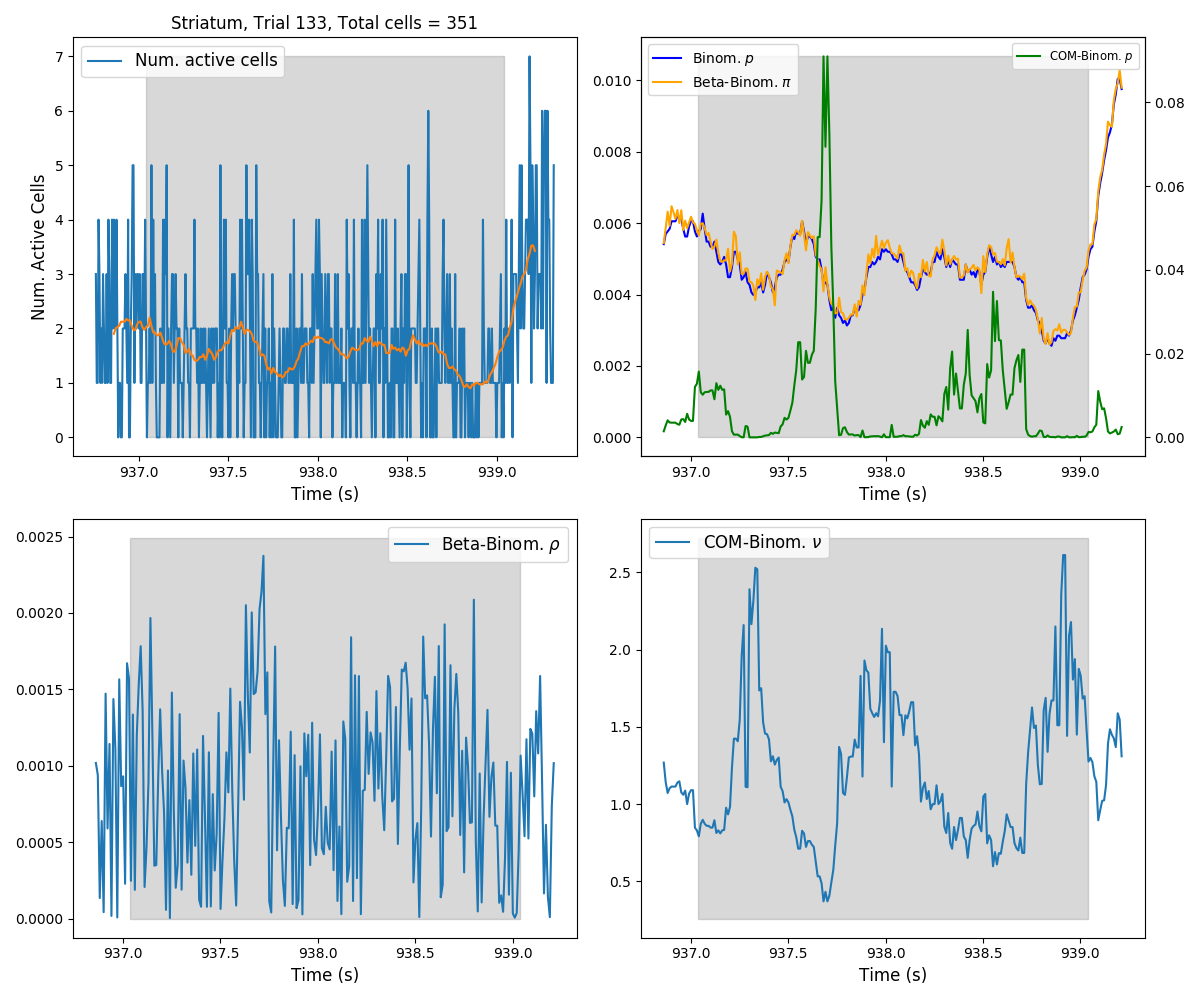 Striatum, Trial 133, Total cells = 351
Num. active cells
Num. Active Cells
7
6
5
4
3
2
1
0
937.0 937.5 938.0 938.5 939.0
Time (s)
Binom. p
Beta-Binom. π
COM-Binom. p
0.010
0.008
0.006
0.004
0.002
0.000
0.08
0.06
0.04
0.02
0.00
937.0 937.5 938.0 938.5 939.0
Time (s)
Beta-Binom. ρ
0.0025
0.0020
0.0015
0.0010
0.0005
0.0000
937.0 937.5 938.0 938.5 939.0
Time (s)
COM-Binom. ν
2.5
2.0
1.5
1.0
0.5
937.0 937.5 938.0 938.5 939.0
Time (s)